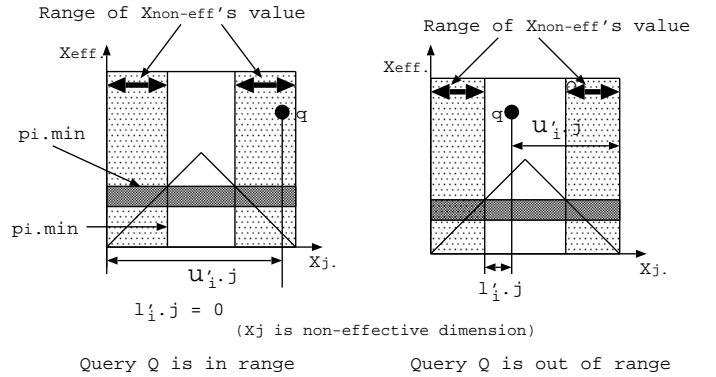 Range of Xnon-eff's value
Xeff.
q
pi.min
pi.min
Xj.
u′i.j
l′i.j = 0
Query Q is in range
Range of Xnon-eff's value
Xeff.
q
u′i.j
Xj.
l′i.j
(Xj is non-effective dimension)
Query Q is out of range